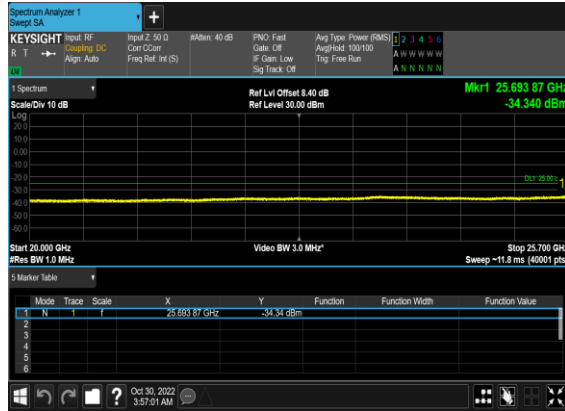 Spectrum Analyzer 1
Swept SA
+
KEYSIGHT Input: RF Input Z: 50 Ω #Atten: 40 dB PNO: Fast Avg Type: Power (RMS) 1 2 3 4 5 6
R T Coupling: DC Corr CCorr Gate: Off Avg|Hold: 100/100 A W W W W W
Align: Auto Freq Ref: Int (S) IF Gain: Low Trig: Free Run
Sig Track: Off A N N N N N
1 Spectrum Ref Lvl Offset 8.40 dB Mkr1 25.693 87 GHz
Scale/Div 10 dB Ref Level 30.00 dBm -34.340 dBm
Log
20.0
10.0
0.00
-10.0
-20.0
DL1 -25.00
1
-30.0
-40.0
-50.0
-60.0
Start 20.000 GHz Video BW 3.0 MHz* Stop 25.700 GH
#Res BW 1.0 MHz Sweep ~11.8 ms (40001 pts
5 Marker Table
Mode Trace Scale X Y Function Function Width Function Value
1 N 1 f 25.693 87 GHz -34.34 dBm
2
3
4
5
6
? Oct 30, 2022
3:57:01 AM